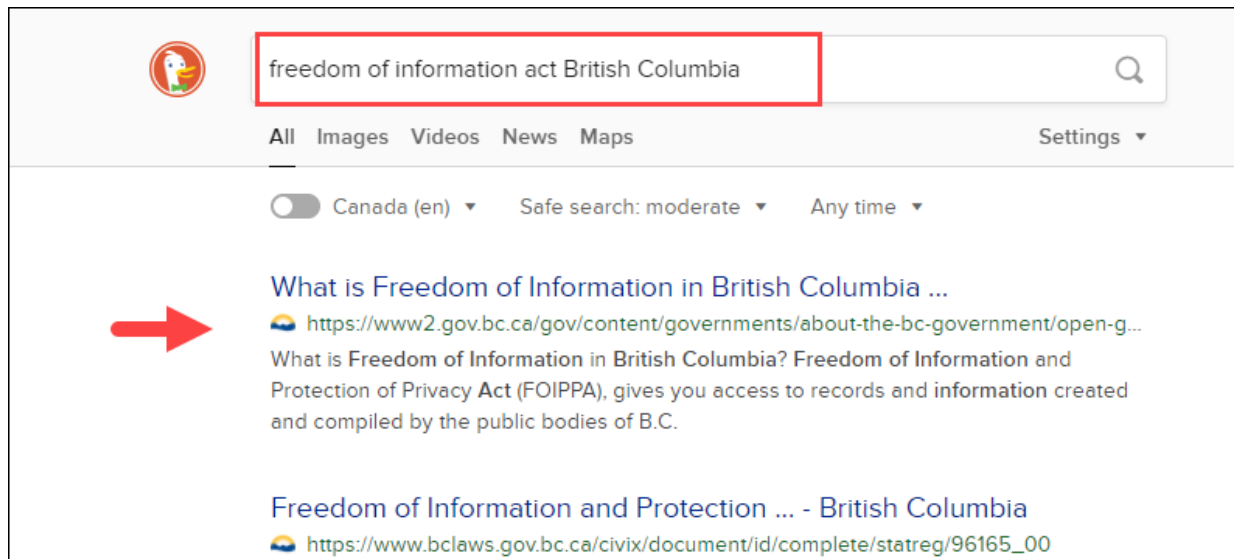 freedom of information act British Columbia
All Images Videos News Maps Settings
Canada (en) Safe search: moderate Any time
What is Freedom of Information in British Columbia ...
https://www2.gov.bc.ca/gov/content/governments/about-the-bc-government/open-g...
What is Freedom of Information in British Columbia? Freedom of Information and
Protection of Privacy Act (FOIPPA), gives you access to records and information created
and compiled by the public bodies of B.C.
Freedom of Information and Protection ... - British Columbia
https://www.bclaws.gov.bc.ca/civix/document/id/complete/statreg/96165_00